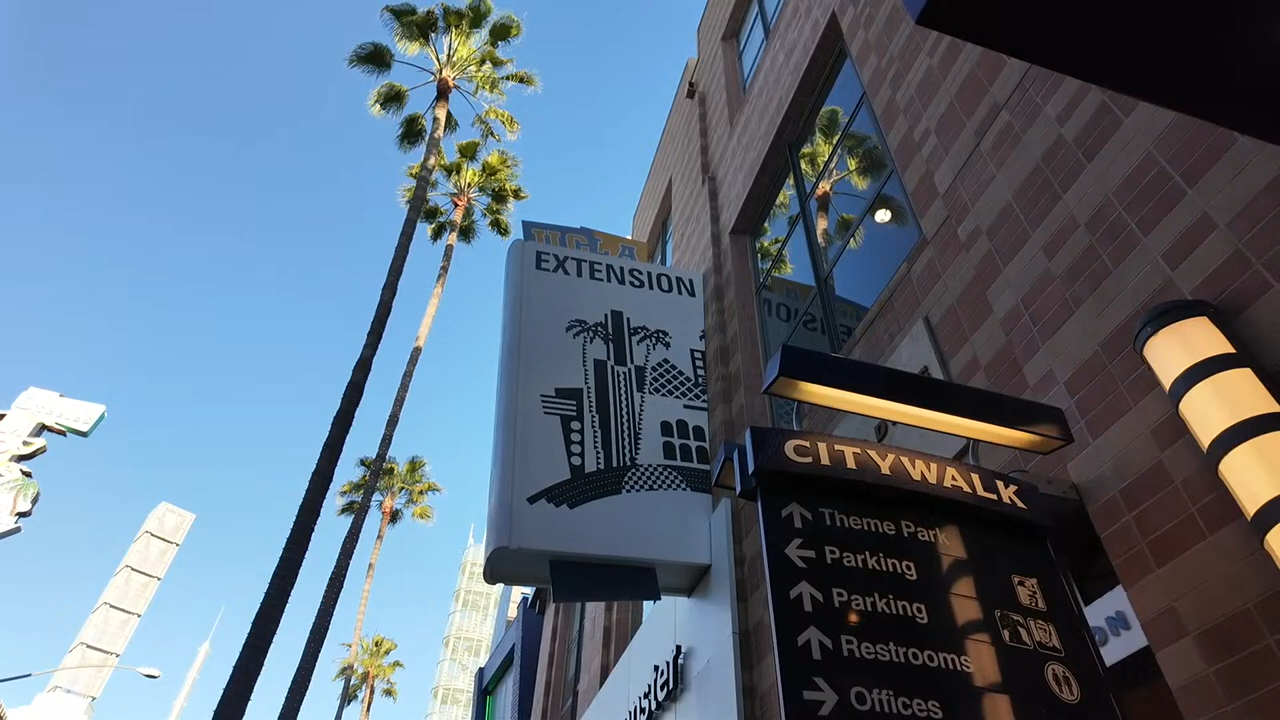 UCLA
EXTENSION
CITYWALK
Theme Park
Parking
Parking
Restrooms
Offices